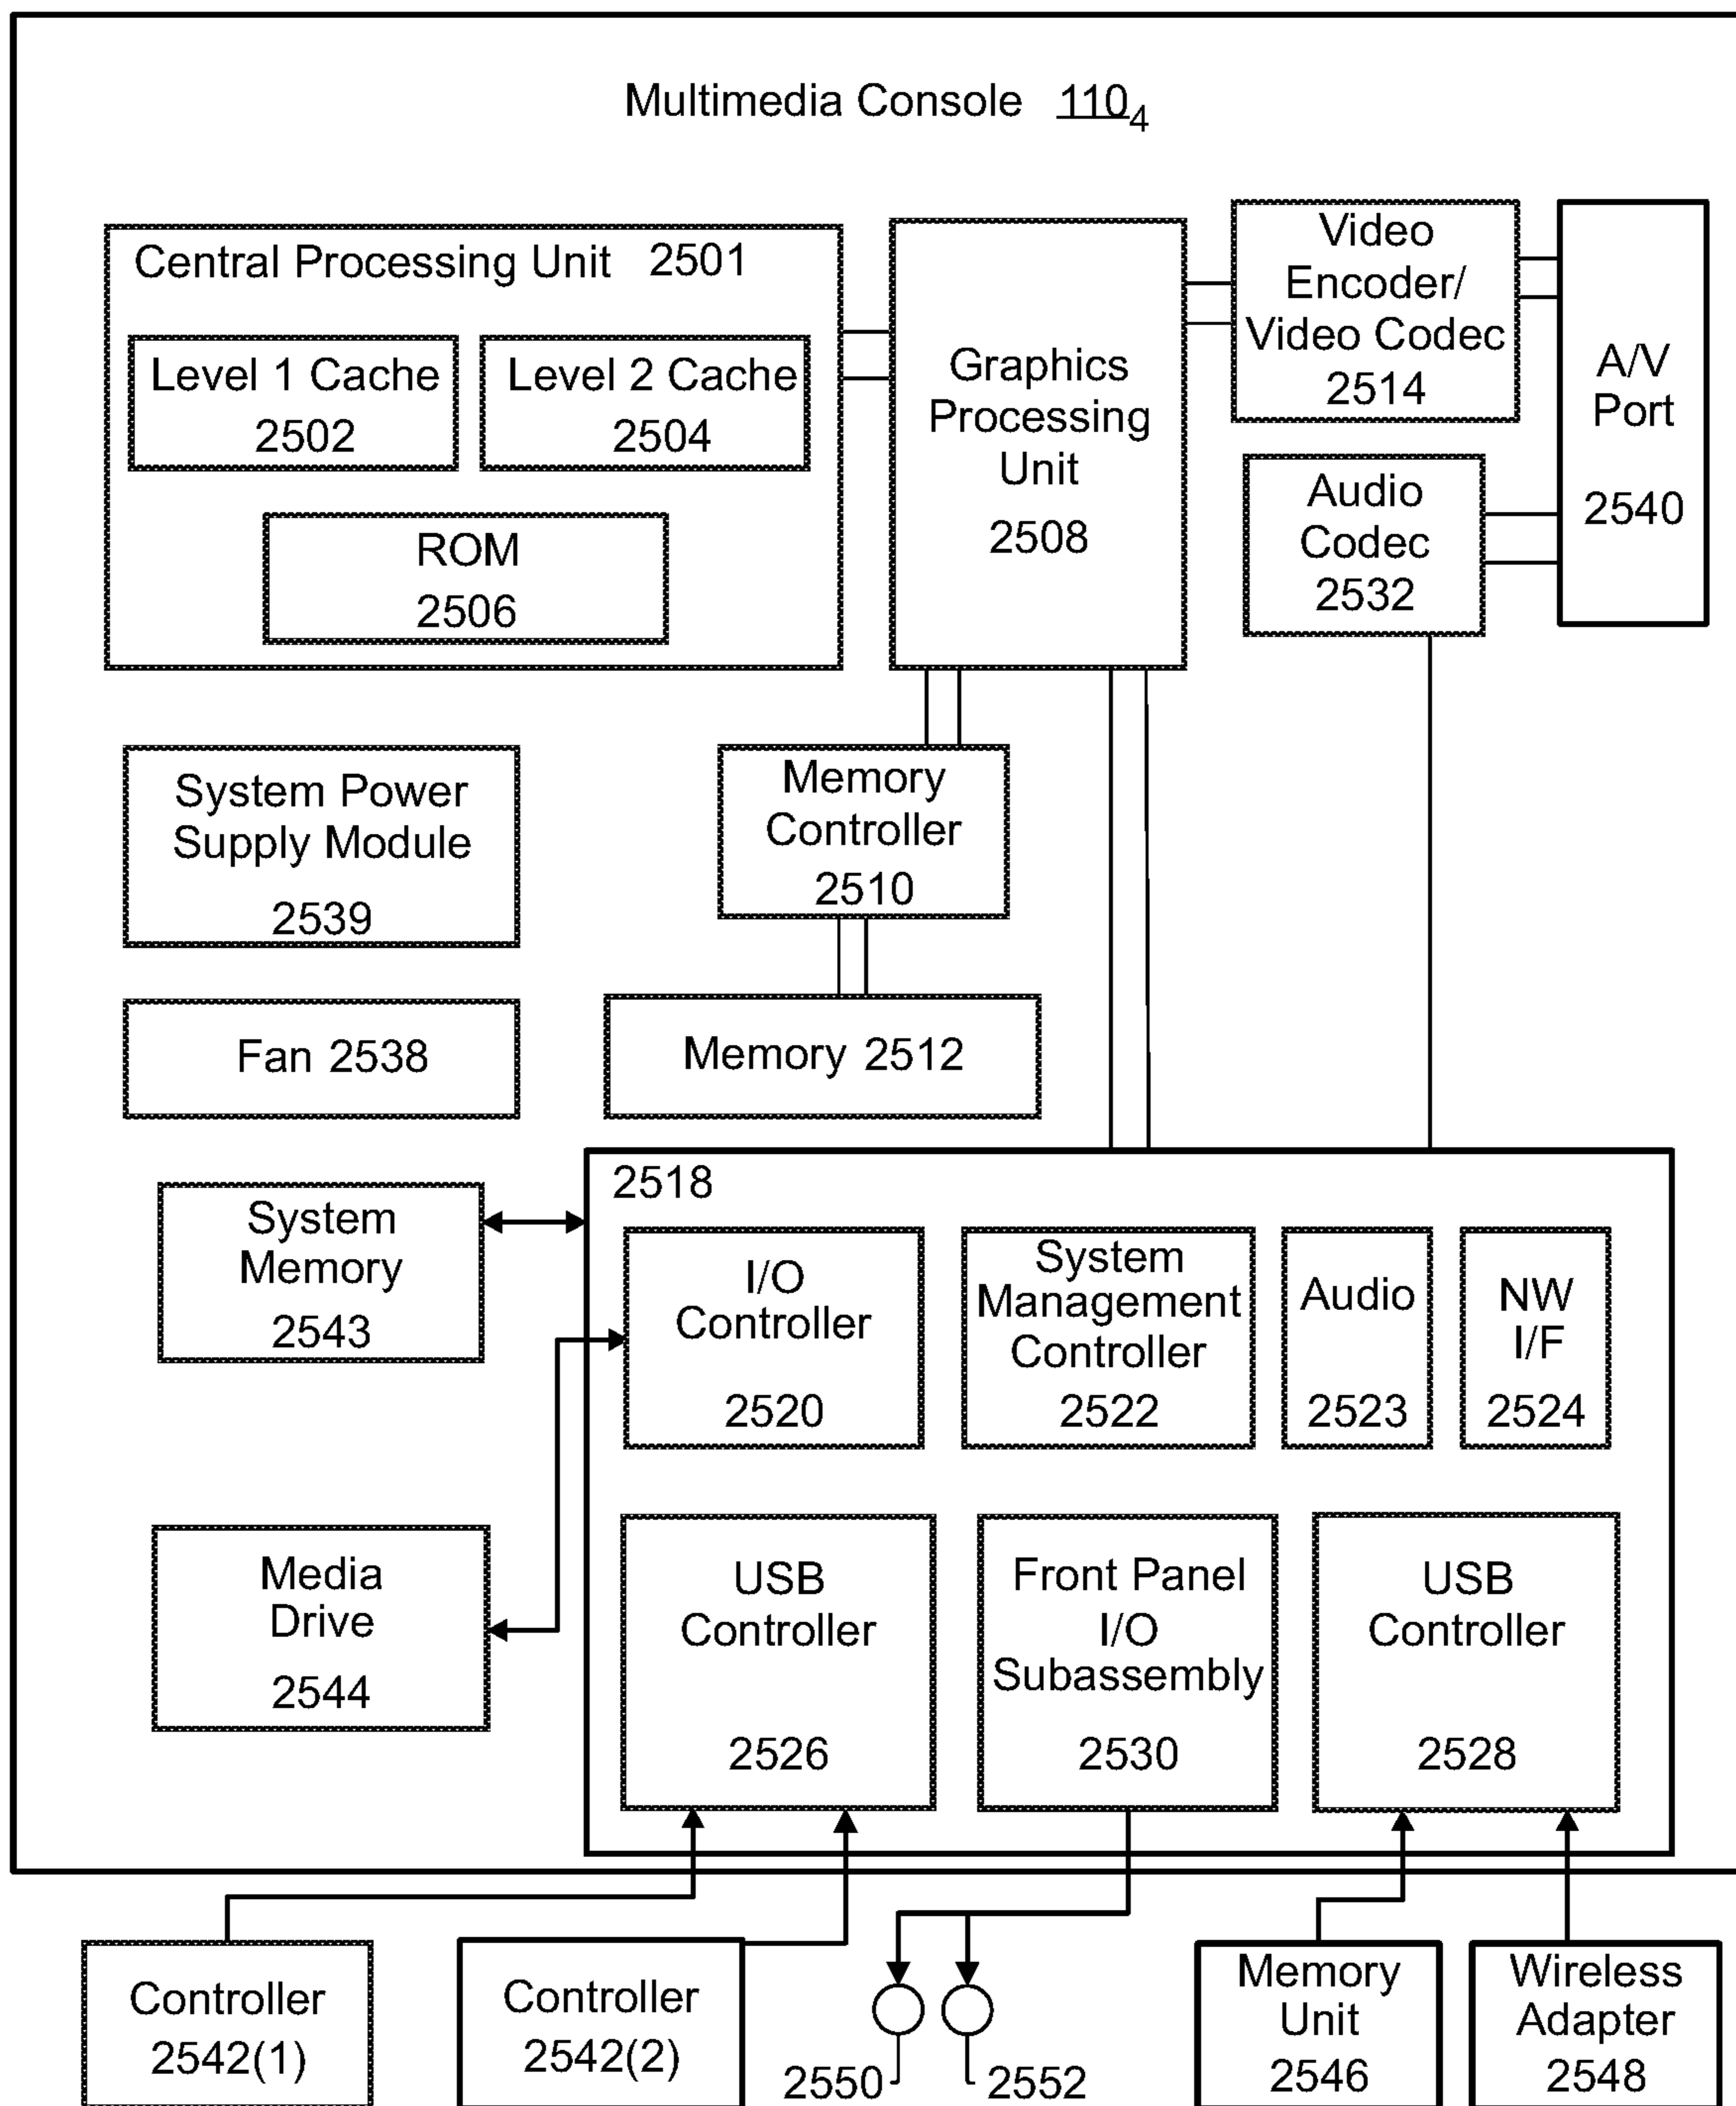 Multimedia Console 110₄
Central Processing Unit 2501
Level 1 Cache
2502
Level 2 Cache
2504
ROM
2506
Graphics
Processing
Unit
2508
Video
Encoder/
Video Codec
2514
A/V
Port
2540
Audio
Codec
2532
System Power
Supply Module
2539
Memory
Controller
2510
Fan 2538
Memory 2512
System
Memory
2543
2518
I/O
Controller
2520
System
Management
Controller
2522
Audio
2523
NW
I/F
2524
Media
Drive
2544
USB
Controller
2526
Front Panel
I/O
Subassembly
2530
USB
Controller
2528
Controller
2542(1)
Controller
2542(2)
2550
2552
Memory
Unit
2546
Wireless
Adapter
2548